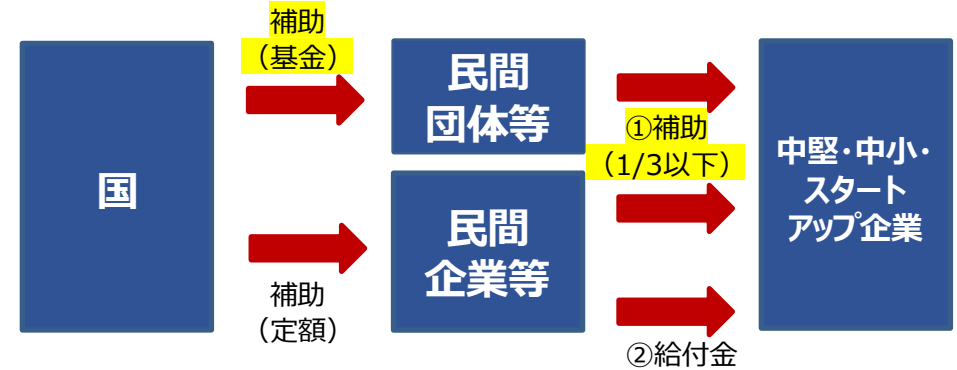 国
補助
（基金）
補助
（定額）
民間
団体等
民間
企業等
①補助
（1/3以下）
②給付金
中堅・中小・
スタート
アップ企業